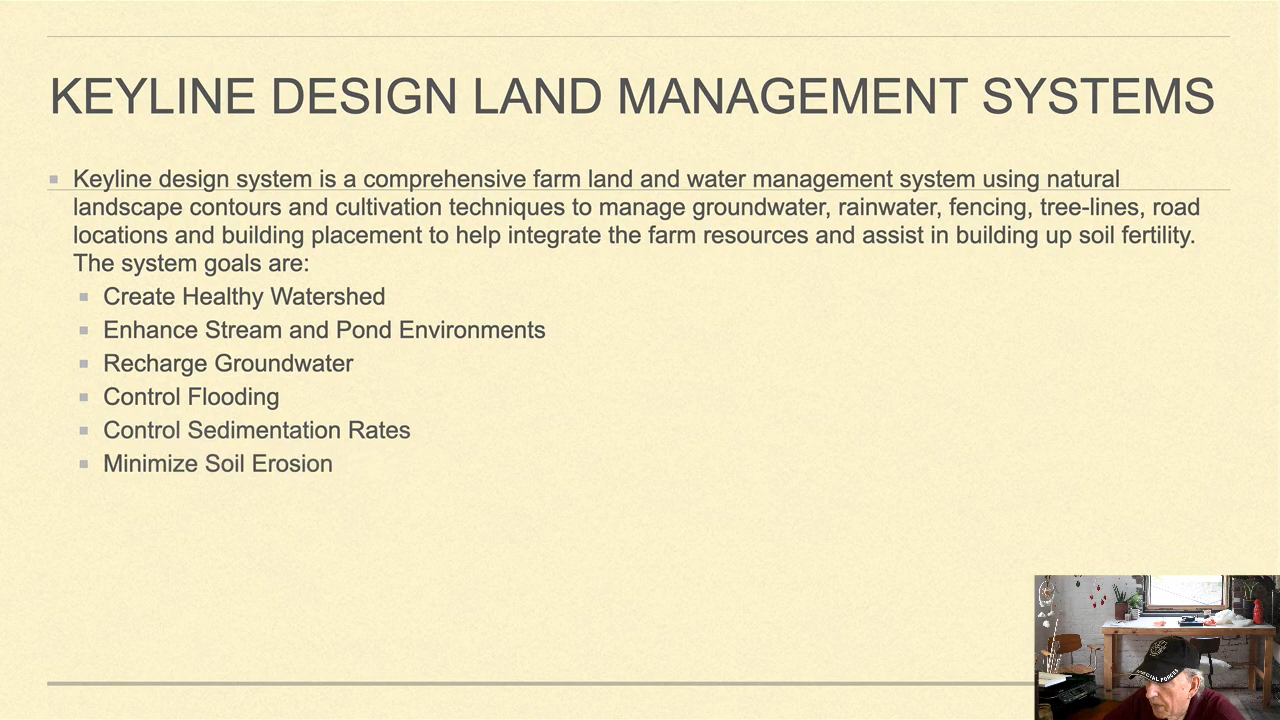 KEYLINE DESIGN LAND MANAGEMENT SYSTEMS
Keyline design system is a comprehensive farm land and water management system using natural
landscape contours and cultivation techniques to manage groundwater, rainwater, fencing, tree-lines, road
locations and building placement to help integrate the farm resources and assist in building up soil fertility.
The system goals are:
Create Healthy Watershed
Enhance Stream and Pond Environments
Recharge Groundwater
Control Flooding
Control Sedimentation Rates
Minimize Soil Erosion
SPECIAL FORCES